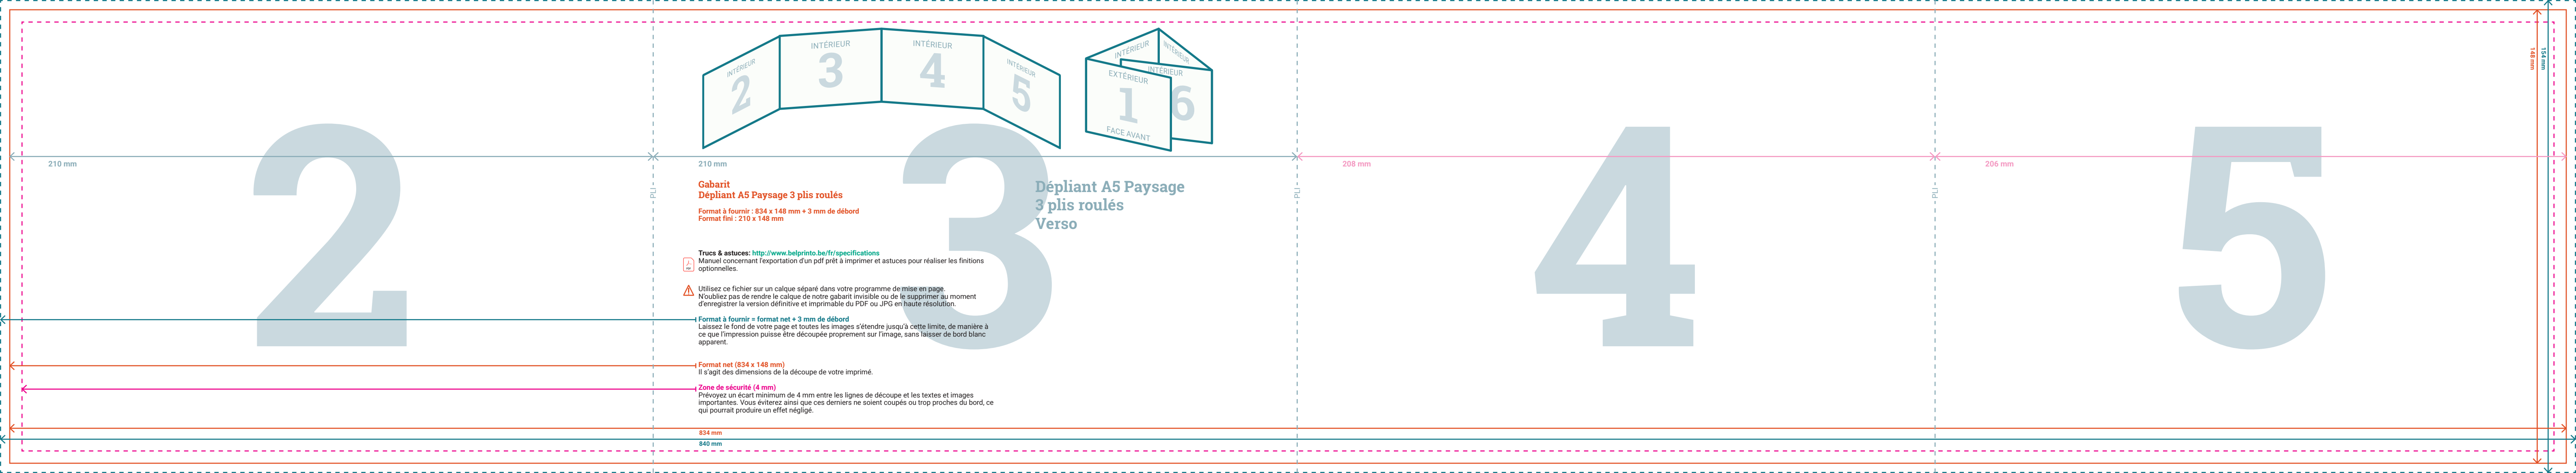 INTÉRIEUR
2
INTÉRIEUR
3
INTÉRIEUR
4
INTÉRIEUR
5
INTÉRIEUR
INTÉRIEUR
INTÉRIEUR
EXTÉRIEUR
1
FACE AVANT
6
148 mm
154 mm
2
3
4
5
210 mm
210 mm
208 mm
206 mm
PLI
PLI
PLI
Gabarit
Dépliant A5 Paysage 3 plis roulés
Format à fournir : 834 x 148 mm + 3 mm de débord
Format fini : 210 x 148 mm
Dépliant A5 Paysage
3 plis roulés
Verso
Trucs & astuces: http://www.belprinto.be/fr/specifications
Manuel concernant l'exportation d'un pdf prêt à imprimer et astuces pour réaliser les finitions
optionnelles.
Utilisez ce fichier sur un calque séparé dans votre programme de mise en page.
N'oubliez pas de rendre le calque de notre gabarit invisible ou de le supprimer au moment
d'enregistrer la version définitive et imprimable du PDF ou JPG en haute résolution.
Format à fournir = format net + 3 mm de débord
Laissez le fond de votre page et toutes les images s'étendre jusqu'à cette limite, de manière à
ce que l'impression puisse être découpée proprement sur l'image, sans laisser de bord blanc
apparent.
Format net (834 x 148 mm)
Il s'agit des dimensions de la découpe de votre imprimé.
Zone de sécurité (4 mm)
Prévoyez un écart minimum de 4 mm entre les lignes de découpe et les textes et images
importantes. Vous éviterez ainsi que ces derniers ne soient coupés ou trop proches du bord, ce
qui pourrait produire un effet négligé.
834 mm
840 mm